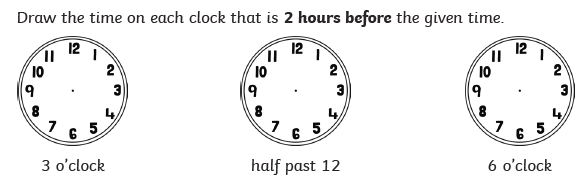 Draw the time on each clock that is 2 hours before the given time.
12 1 2 3 4 5 6 7 8 9 10 11
12 1 2 3 4 5 6 7 8 9 10 11
12 1 2 3 4 5 6 7 8 9 10 11
3 o'clock half past 12 6 o'clock